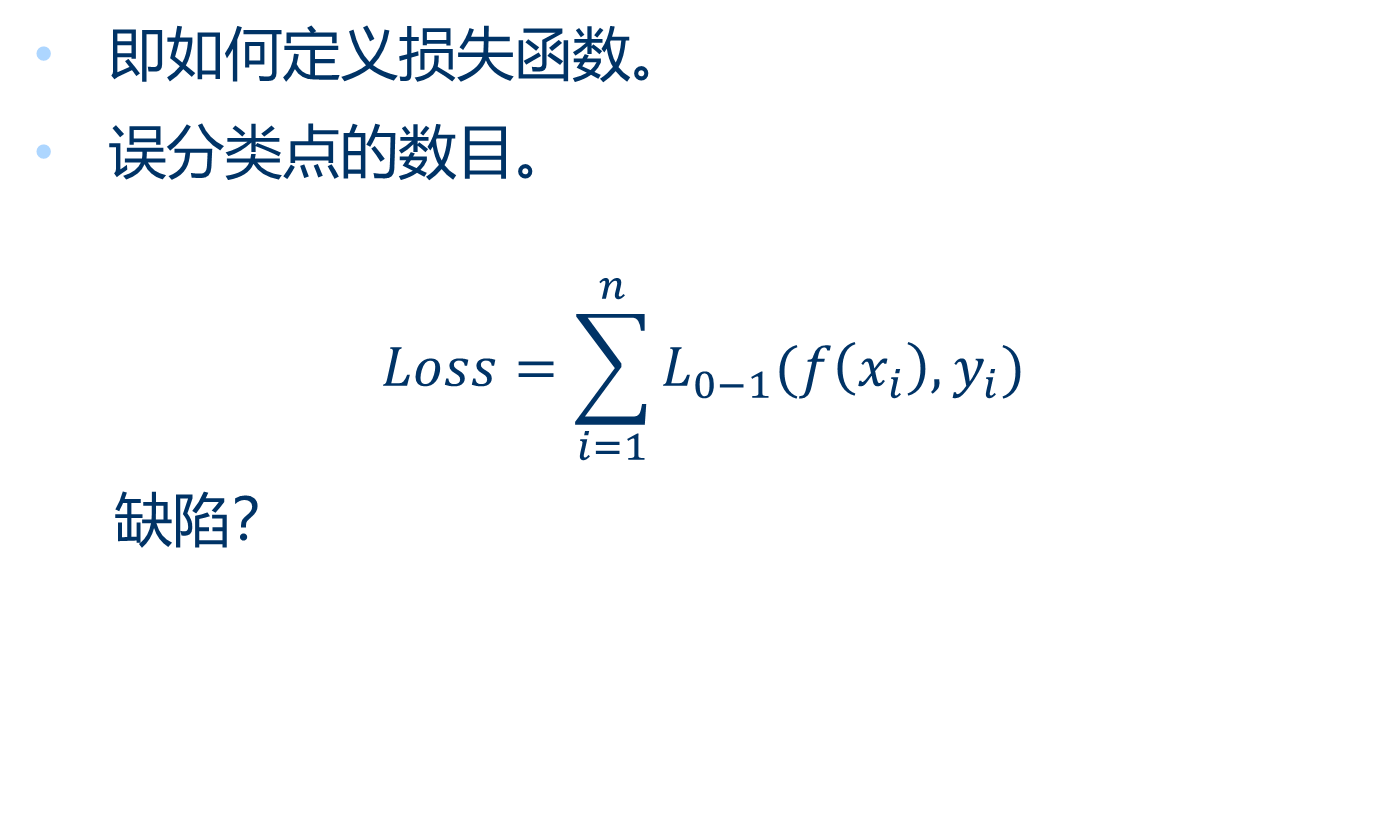 • 即如何定义损失函数。
• 误分类点的数目。
$Loss = \sum_{i=1}^{n} L_{0-1}(f(x_i), y_i)$
缺陷?